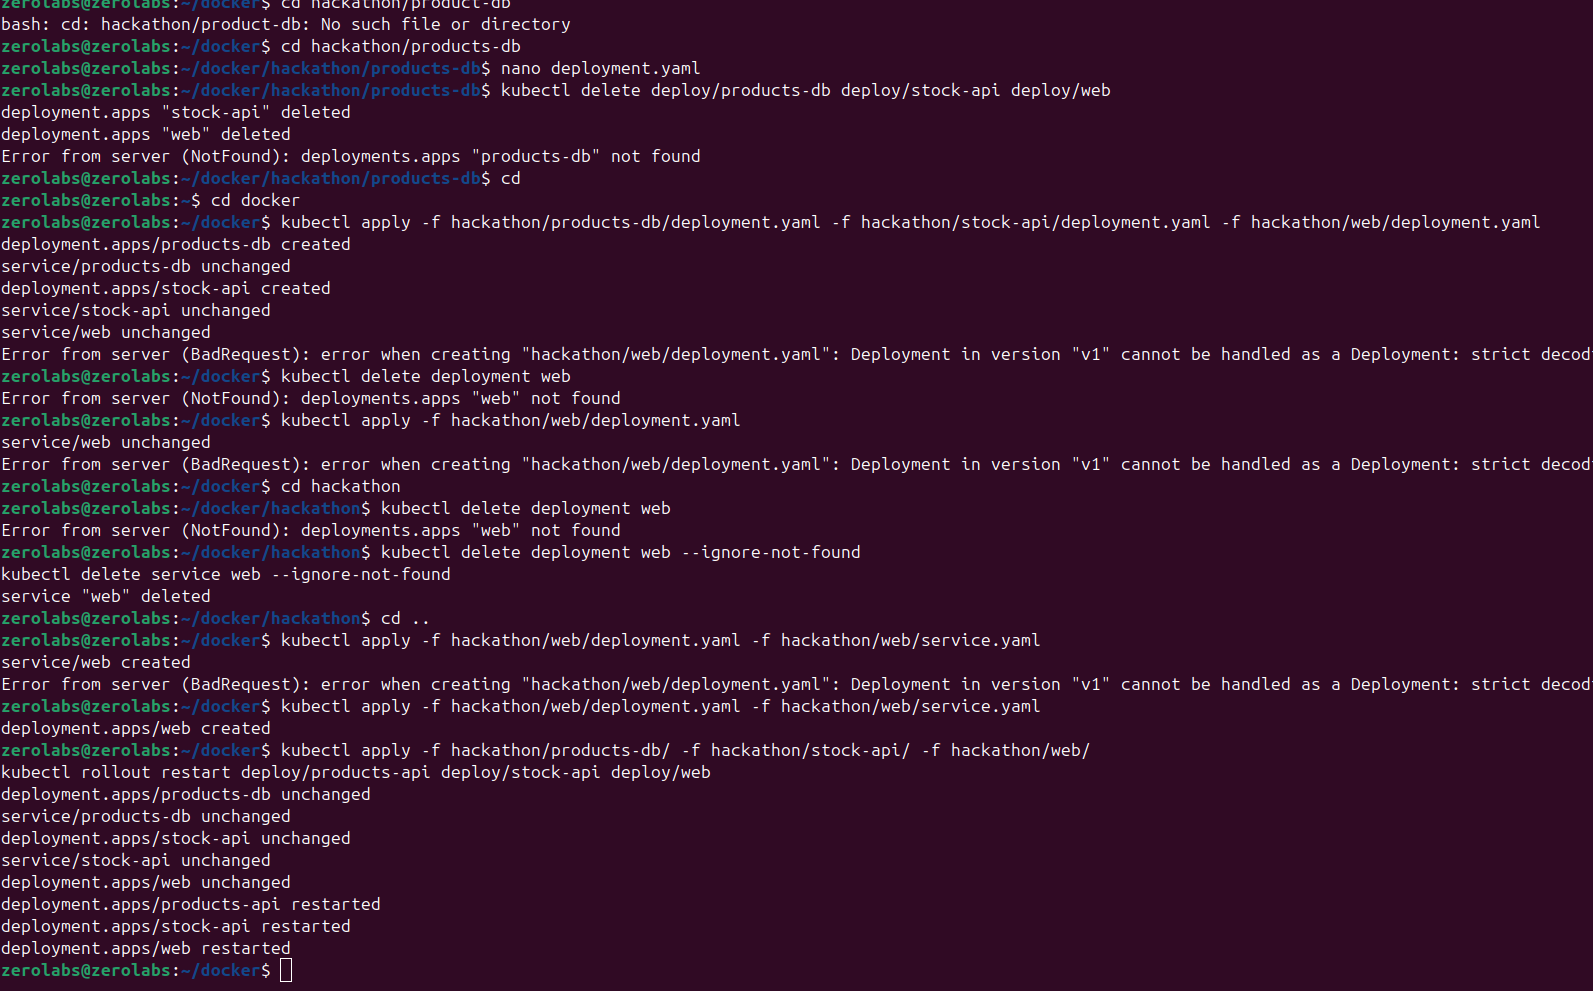 zerolabs@zerolabs:~/docker$ cd hackathon/product-db
bash: cd: hackathon/product-db: No such file or directory
zerolabs@zerolabs:~/docker$ cd hackathon/products-db
zerolabs@zerolabs:~/docker/hackathon/products-db$ nano deployment.yaml
zerolabs@zerolabs:~/docker/hackathon/products-db$ kubectl delete deploy/products-db deploy/stock-api deploy/web
deployment.apps "stock-api" deleted
deployment.apps "web" deleted
Error from server (NotFound): deployments.apps "products-db" not found
zerolabs@zerolabs:~/docker/hackathon/products-db$ cd
zerolabs@zerolabs:~$ cd docker
zerolabs@zerolabs:~/docker$ kubectl apply -f hackathon/products-db/deployment.yaml -f hackathon/stock-api/deployment.yaml -f hackathon/web/deployment.yaml
deployment.apps/products-db created
service/products-db unchanged
deployment.apps/stock-api created
service/stock-api unchanged
service/web unchanged
Error from server (BadRequest): error when creating "hackathon/web/deployment.yaml": Deployment in version "v1" cannot be handled as a Deployment: strict decod
zerolabs@zerolabs:~/docker$ kubectl delete deployment web
Error from server (NotFound): deployments.apps "web" not found
zerolabs@zerolabs:~/docker$ kubectl apply -f hackathon/web/deployment.yaml
service/web unchanged
Error from server (BadRequest): error when creating "hackathon/web/deployment.yaml": Deployment in version "v1" cannot be handled as a Deployment: strict decod
zerolabs@zerolabs:~/docker$ cd hackathon
zerolabs@zerolabs:~/docker/hackathon$ kubectl delete deployment web
Error from server (NotFound): deployments.apps "web" not found
zerolabs@zerolabs:~/docker/hackathon$ kubectl delete deployment web --ignore-not-found
kubectl delete service web --ignore-not-found
service "web" deleted
zerolabs@zerolabs:~/docker/hackathon$ cd ..
zerolabs@zerolabs:~/docker$ kubectl apply -f hackathon/web/deployment.yaml -f hackathon/web/service.yaml
service/web created
Error from server (BadRequest): error when creating "hackathon/web/deployment.yaml": Deployment in version "v1" cannot be handled as a Deployment: strict decod
zerolabs@zerolabs:~/docker$ kubectl apply -f hackathon/web/deployment.yaml -f hackathon/web/service.yaml
deployment.apps/web created
zerolabs@zerolabs:~/docker$ kubectl apply -f hackathon/products-db/ -f hackathon/stock-api/ -f hackathon/web/
kubectl rollout restart deploy/products-api deploy/stock-api deploy/web
deployment.apps/products-db unchanged
service/products-db unchanged
deployment.apps/stock-api unchanged
service/stock-api unchanged
deployment.apps/web unchanged
deployment.apps/products-api restarted
deployment.apps/stock-api restarted
deployment.apps/web restarted
zerolabs@zerolabs:~/docker$